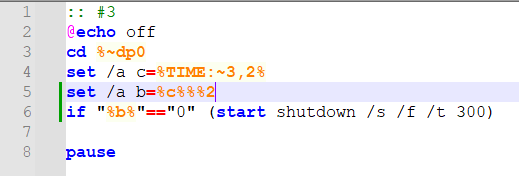 1 :: #3
2 @echo off
3 cd %~dp0
4 set /a c=%TIME:~3,2%
5 set /a b=%c%%%2
6 if "%b%"=="0" (start shutdown /s /f /t 300)
7
8 pause